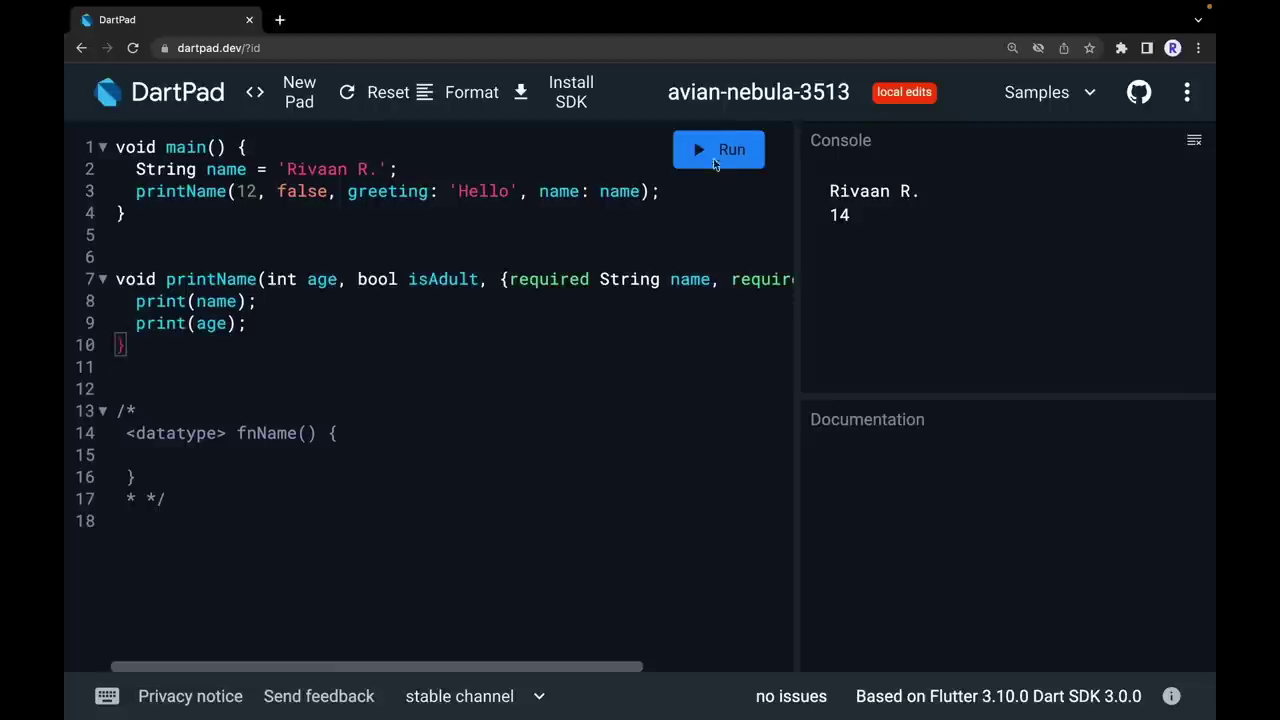 DartPad
dartpad.dev/?id
R
DartPad
<> New Pad
Reset
Format
Install SDK
avian-nebula-3513
local edits
Samples
1 void main() {
2 String name = 'Rivaan R.';
3 printName(12, false, greeting: 'Hello', name: name);
4 }
5
6
7 void printName(int age, bool isAdult, {required String name, require
8 print(name);
9 print(age);
10 }
11
12
13 /*
14 <datatype> fnName() {
15
16 }
17 * */
18
Run
Console
Rivaan R.
14
Documentation
Privacy notice
Send feedback
stable channel
no issues
Based on Flutter 3.10.0 Dart SDK 3.0.0